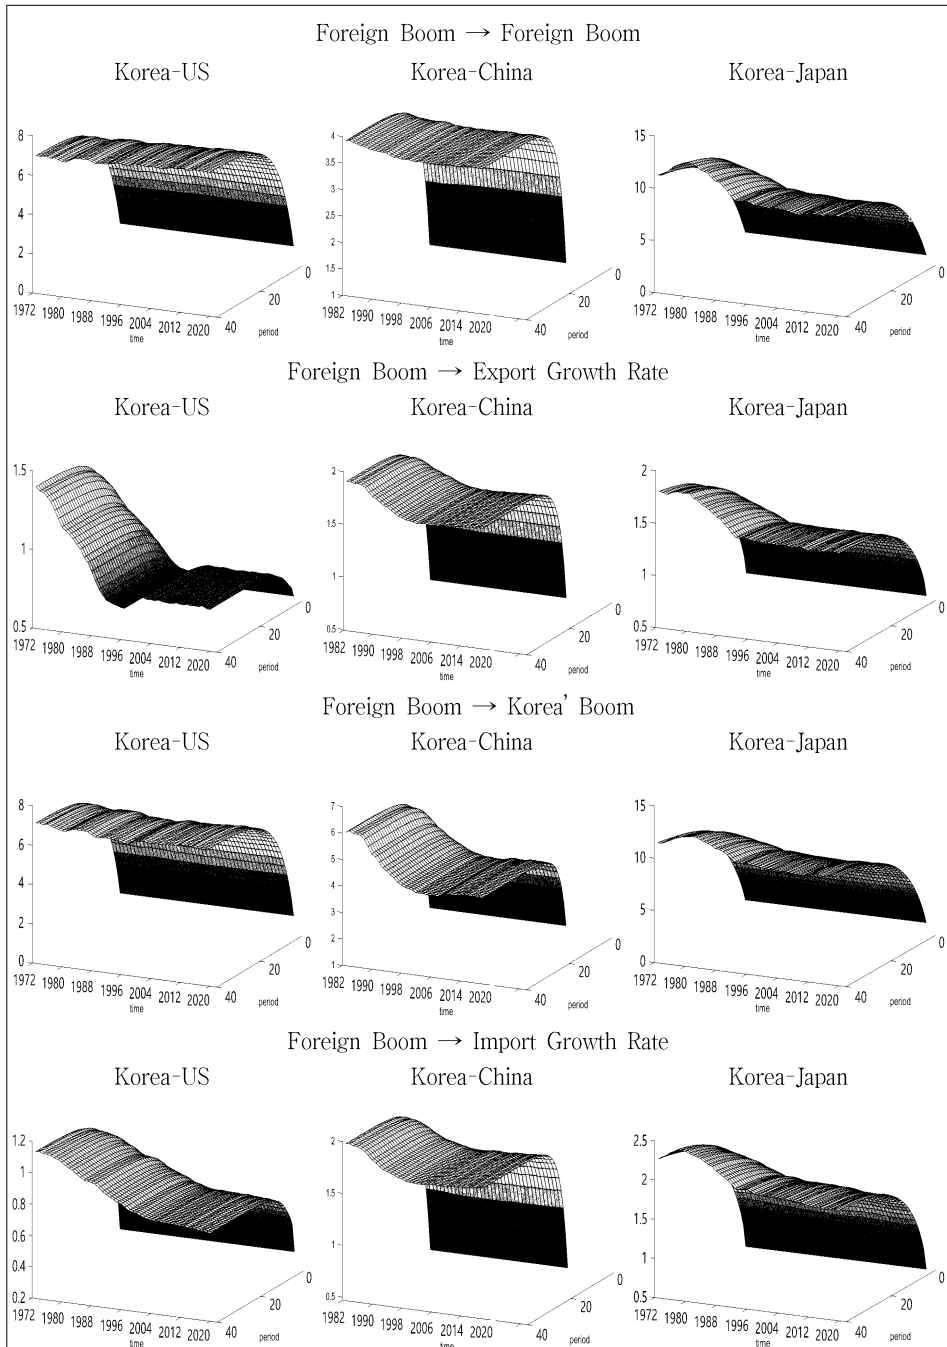 Foreign Boom → Foreign Boom
Korea-US Korea-China Korea-Japan
8
6
4
2
0
1972 1980 1988 1996 2004 2012 2020
time
40 20 0
period
4
3.5
3
2.5
2
1.5
1
1982 1990 1998 2006 2014 2020
time
40 20 0
period
15
10
5
0
1972 1980 1988 1996 2004 2012 2020
time
40 20 0
period
Foreign Boom → Export Growth Rate
Korea-US Korea-China Korea-Japan
1.5
1
0.5
1972 1980 1988 1996 2004 2012 2020
time
40 20 0
period
2
1.5
1
0.5
1982 1990 1998 2006 2014 2020
time
40 20 0
period
2
1.5
1
0.5
1972 1980 1988 1996 2004 2012 2020
time
40 20 0
period
Foreign Boom → Korea' Boom
Korea-US Korea-China Korea-Japan
8
6
4
2
0
1972 1980 1988 1996 2004 2012 2020
time
40 20 0
period
7
6
5
4
3
2
1
1982 1990 1998 2006 2014 2020
time
40 20 0
period
15
10
5
0
1972 1980 1988 1996 2004 2012 2020
time
40 20 0
period
Foreign Boom → Import Growth Rate
Korea-US Korea-China Korea-Japan
1.2
1
0.8
0.6
0.4
0.2
1972 1980 1988 1996 2004 2012 2020
time
40 20 0
period
2
1.5
1
0.5
1982 1990 1998 2006 2014 2020
time
40 20 0
period
2.5
2
1.5
1
0.5
1972 1980 1988 1996 2004 2012 2020
time
40 20 0
period